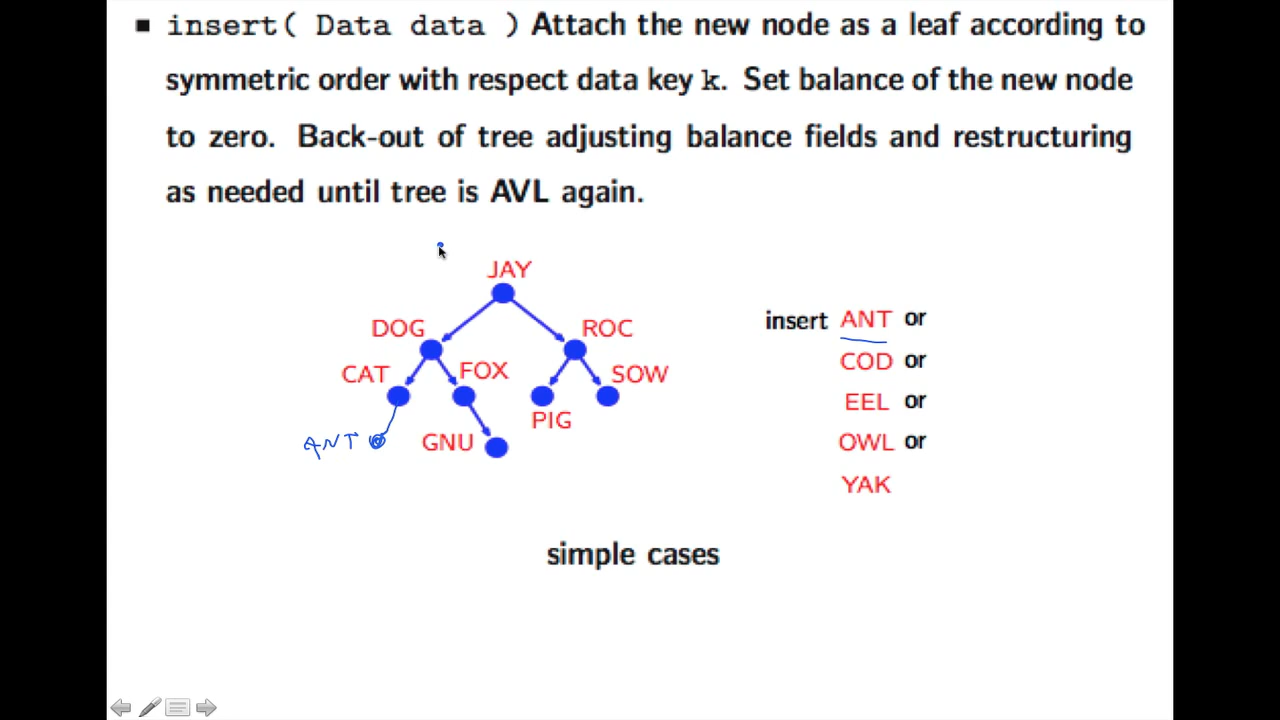 ▪ insert( Data data ) Attach the new node as a leaf according to
symmetric order with respect data key k. Set balance of the new node
to zero. Back-out of tree adjusting balance fields and restructuring
as needed until tree is AVL again.
JAY
DOG ROC
CAT FOX SOW
PIG
ANT GNU
insert ANT or
COD or
EEL or
OWL or
YAK
simple cases